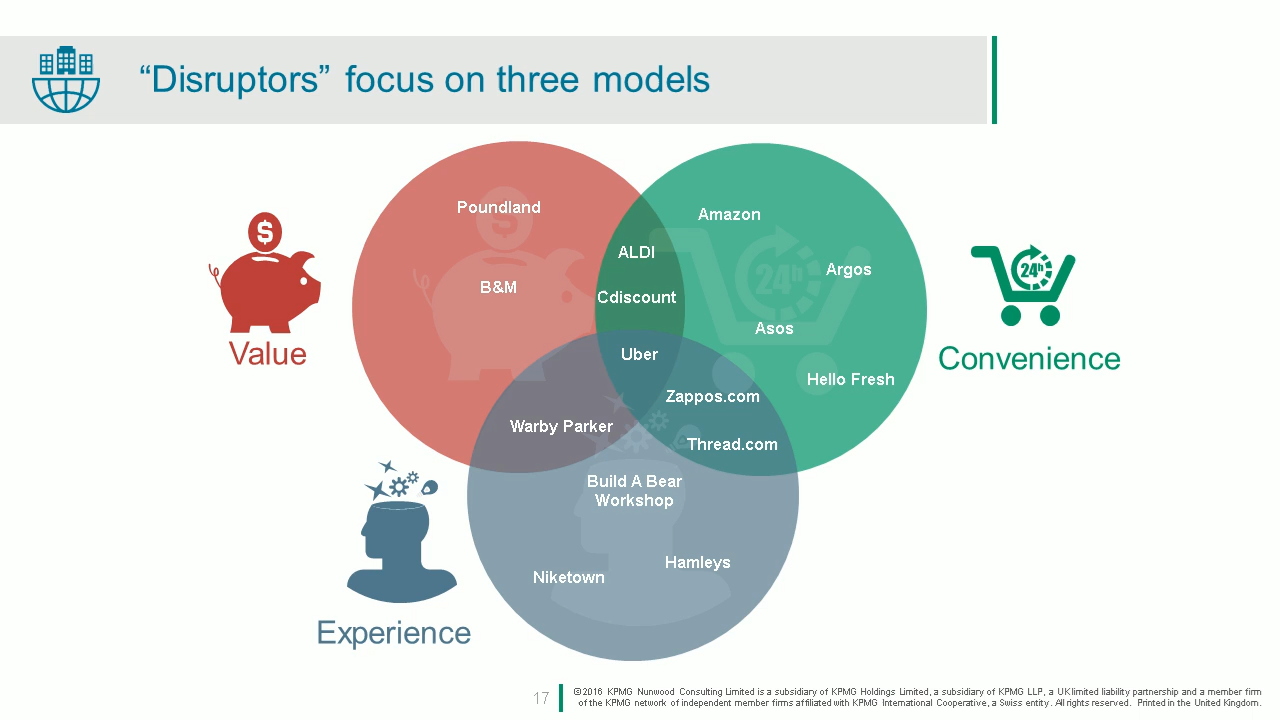 “Disruptors” focus on three models
Poundland
Amazon
$
ALDI
Argos
24h
24h
B&M
Cdiscount
Asos
Value
Uber
Convenience
Hello Fresh
Zappos.com
Warby Parker
Thread.com
Build A Bear
Workshop
Hamleys
Niketown
Experience
17
©2016 KPMG Nunwood Consulting Limited is a subsidiary of KPMG Holdings Limited, a subsidiary of KPMG LLP, a UK limited liability partnership and a member firm
of the KPMG network of independent member firms affiliated with KPMG International Cooperative, a Swiss entity. All rights reserved. Printed in the United Kingdom.